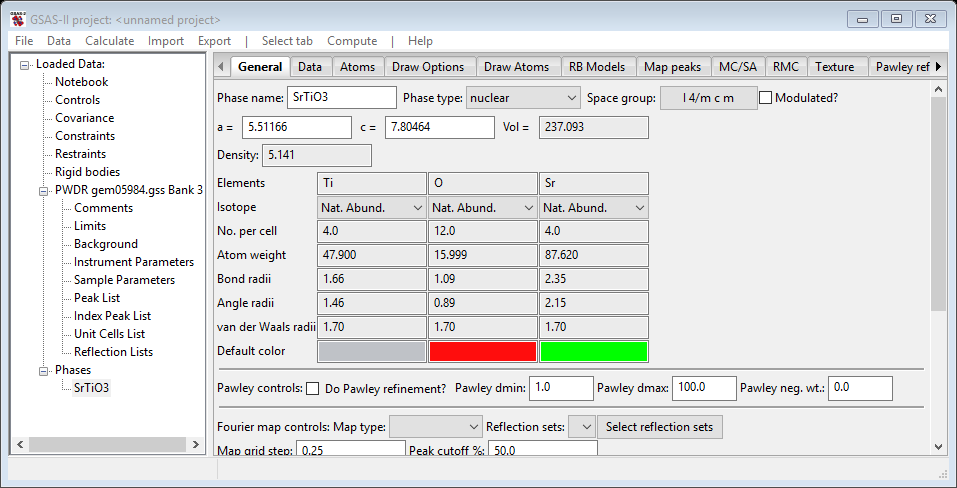 GSAS-II project: <unnamed project>
File Data Calculate Import Export | Select tab Compute | Help
Loaded Data:
Notebook
Controls
Covariance
Constraints
Restraints
Rigid bodies
PWDR gem05984.gss Bank 3
Comments
Limits
Background
Instrument Parameters
Sample Parameters
Peak List
Index Peak List
Unit Cells List
Reflection Lists
Phases
SrTiO3
General Data Atoms Draw Options Draw Atoms RB Models Map peaks MC/SA RMC Texture Pawley ref
Phase name: SrTiO3 Phase type: nuclear Space group: I 4/m c m Modulated?
a = 5.51166 c = 7.80464 Vol = 237.093
Density: 5.141
Elements Ti O Sr
Isotope Nat. Abund. Nat. Abund. Nat. Abund.
No. per cell 4.0 12.0 4.0
Atom weight 47.900 15.999 87.620
Bond radii 1.66 1.09 2.35
Angle radii 1.46 0.89 2.15
van der Waals radii 1.70 1.70 1.70
Default color
Pawley controls: Do Pawley refinement? Pawley dmin: 1.0 Pawley dmax: 100.0 Pawley neg. wt.: 0.0
Fourier map controls: Map type: Reflection sets: Select reflection sets
Map grid step: 0.25 Peak cutoff %: 50.0